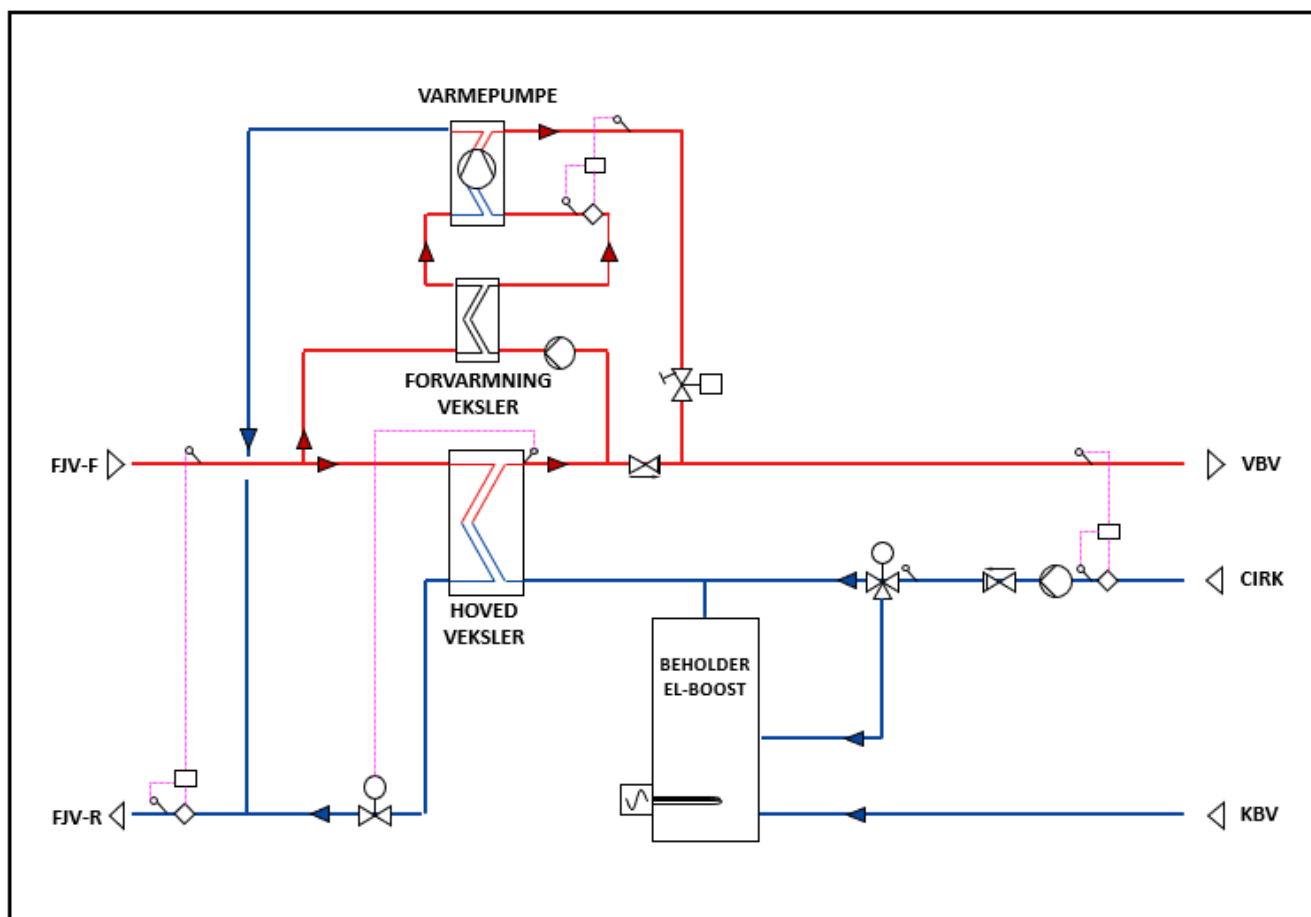 VARMEPUMPE
FORVARMNING
VEKSLER
FJV-F
VBV
CIRK
HOVED
VEKSLER
BEHOLDER
EL-BOOST
FJV-R
KBV